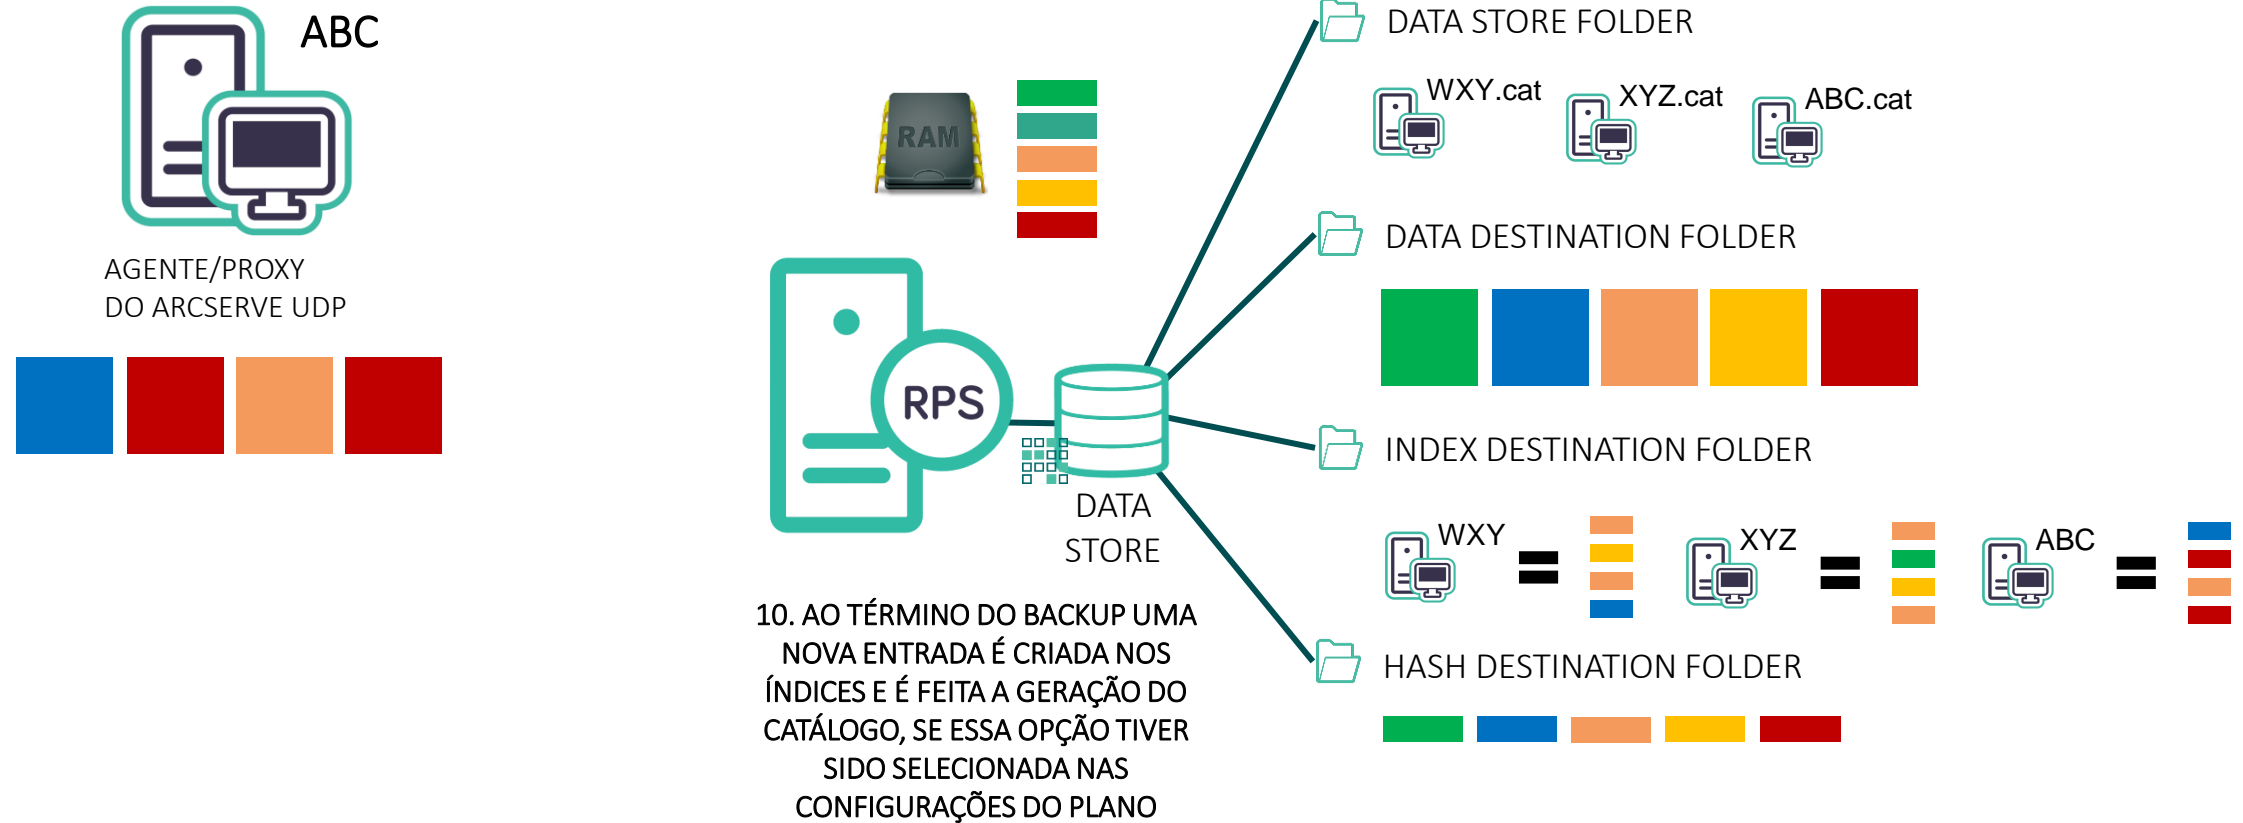 ABC
AGENTE/PROXY
DO ARCSERVE UDP
RAM
RPS
DATA
STORE
10. AO TÉRMINO DO BACKUP UMA
NOVA ENTRADA É CRIADA NOS
ÍNDICES E É FEITA A GERAÇÃO DO
CATÁLOGO, SE ESSA OPÇÃO TIVER
SIDO SELECIONADA NAS
CONFIGURAÇÕES DO PLANO
DATA STORE FOLDER
WXY.cat
XYZ.cat
ABC.cat
DATA DESTINATION FOLDER
INDEX DESTINATION FOLDER
WXY =
XYZ =
ABC =
HASH DESTINATION FOLDER